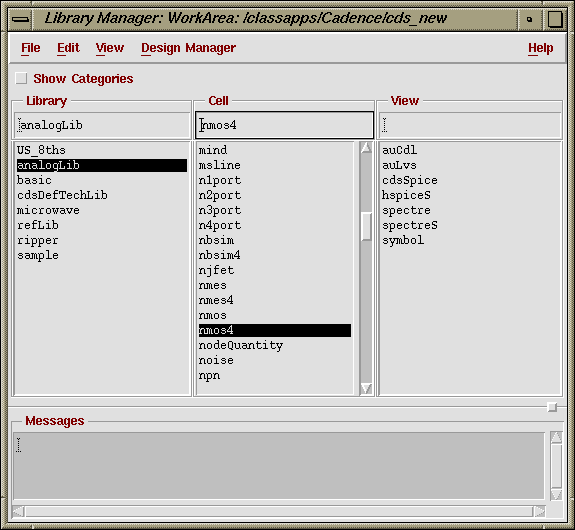 Library Manager: WorkArea: /classapps/Cadence/cds_new
File Edit View Design Manager Help
Show Categories
Library
analogLib
US_8ths
analogLib
basic
cdsDefTechLib
microwave
refLib
ripper
sample
Cell
nmos4
mind
msline
n1port
n2port
n3port
n4port
nbsim
nbsim4
njfet
nmes
nmes4
nmos
nmos4
nodeQuantity
noise
npn
View
auCdl
auLvs
cdsSpice
hspiceS
spectre
spectreS
symbol
Messages